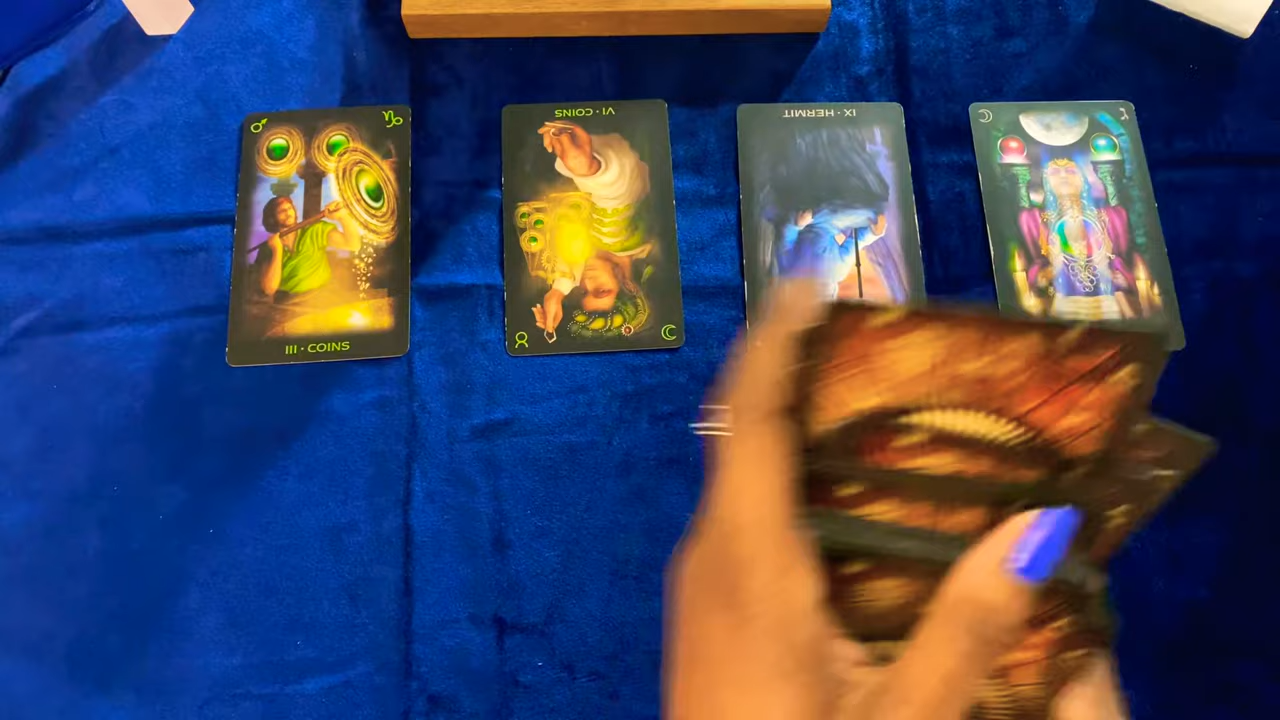 III • COINS
VI • COINS
IX • HERMIT